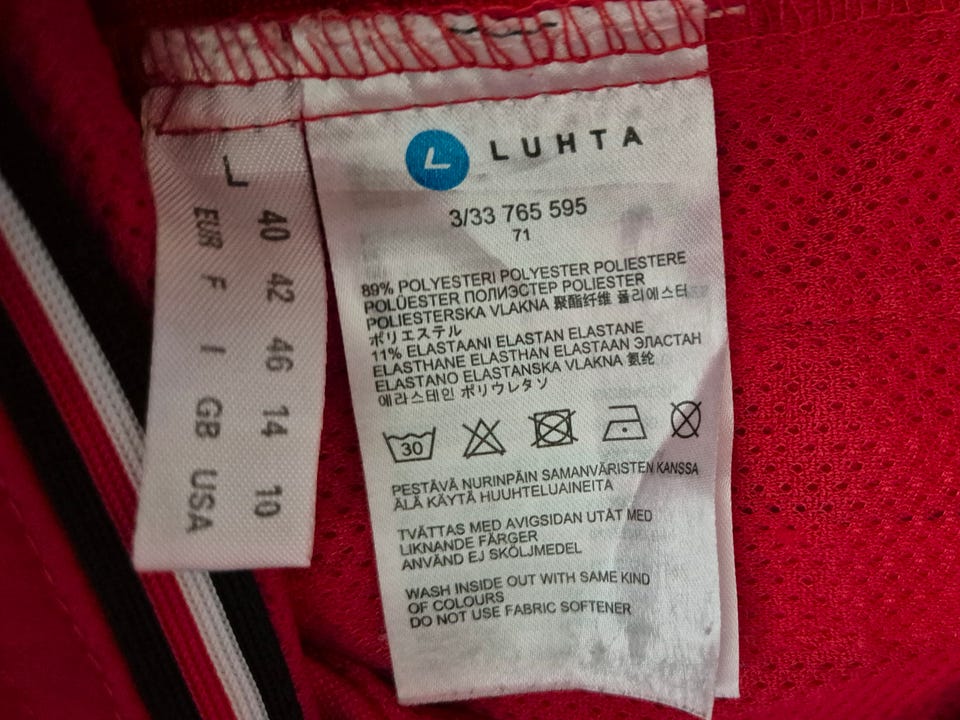 L
EUR 40
F 42
I 46
GB 14
USA 10
L LUHTA
3/33 765 595
71
89% POLYESTERI POLYESTER POLIESTERE
POLÜESTER ПОЛИЭСТЕР POLIESTER
POLIESTERSKA VLAKNA 聚酯纤维 폴리에스터
ポリエステル
11% ELASTAANI ELASTAN ELASTANE
ELASTHANE ELASTHAN ELASTAAN ЭЛАСТАН
ELASTANO ELASTANSKA VLAKNA 氨纶
에라스테인 ポリウレタソ
30
PESTÄVÄ NURINPÄIN SAMANVÄRISTEN KANSSA
ÄLÄ KÄYTÄ HUUHTELUAINEITA
TVÄTTAS MED AVIGSIDAN UTÅT MED
LIKNANDE FÄRGER
ANVÄND EJ SKÖLJMEDEL
WASH INSIDE OUT WITH SAME KIND
OF COLOURS
DO NOT USE FABRIC SOFTENER